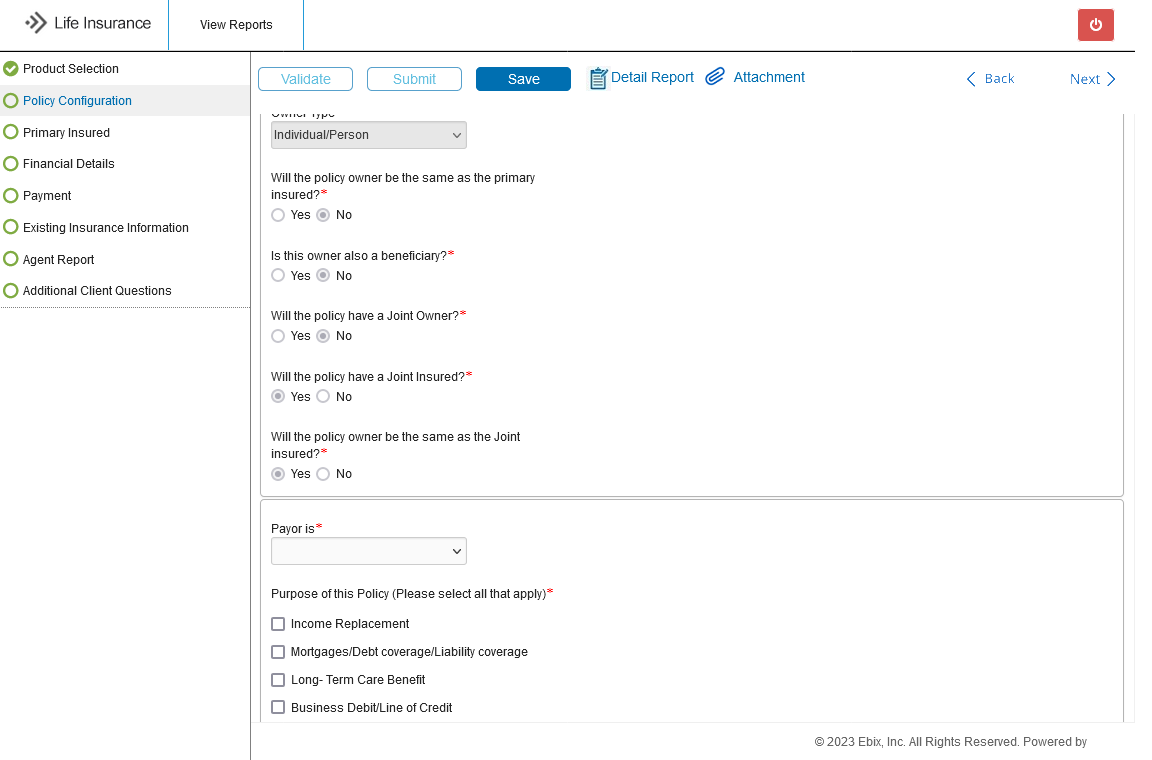 Life Insurance
View Reports
Product Selection
Policy Configuration
Primary Insured
Financial Details
Payment
Existing Insurance Information
Agent Report
Additional Client Questions
Validate
Submit
Save
Detail Report
Attachment
Back
Next
Owner Type
Individual/Person
Will the policy owner be the same as the primary
insured?*
Yes No
Is this owner also a beneficiary?*
Yes No
Will the policy have a Joint Owner?*
Yes No
Will the policy have a Joint Insured?*
Yes No
Will the policy owner be the same as the Joint
insured?*
Yes No
Payor is*
Purpose of this Policy (Please select all that apply)*
Income Replacement
Mortgages/Debt coverage/Liability coverage
Long- Term Care Benefit
Business Debit/Line of Credit
© 2023 Ebix, Inc. All Rights Reserved. Powered by